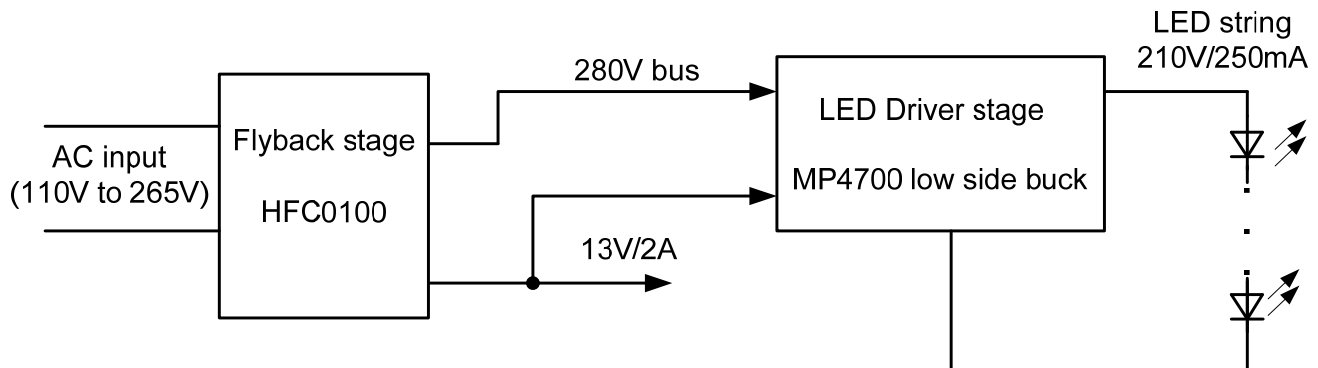 LED string
210V/250mA
280V bus
LED Driver stage
MP4700 low side buck
Flyback stage
HFC0100
AC input
(110V to 265V)
13V/2A